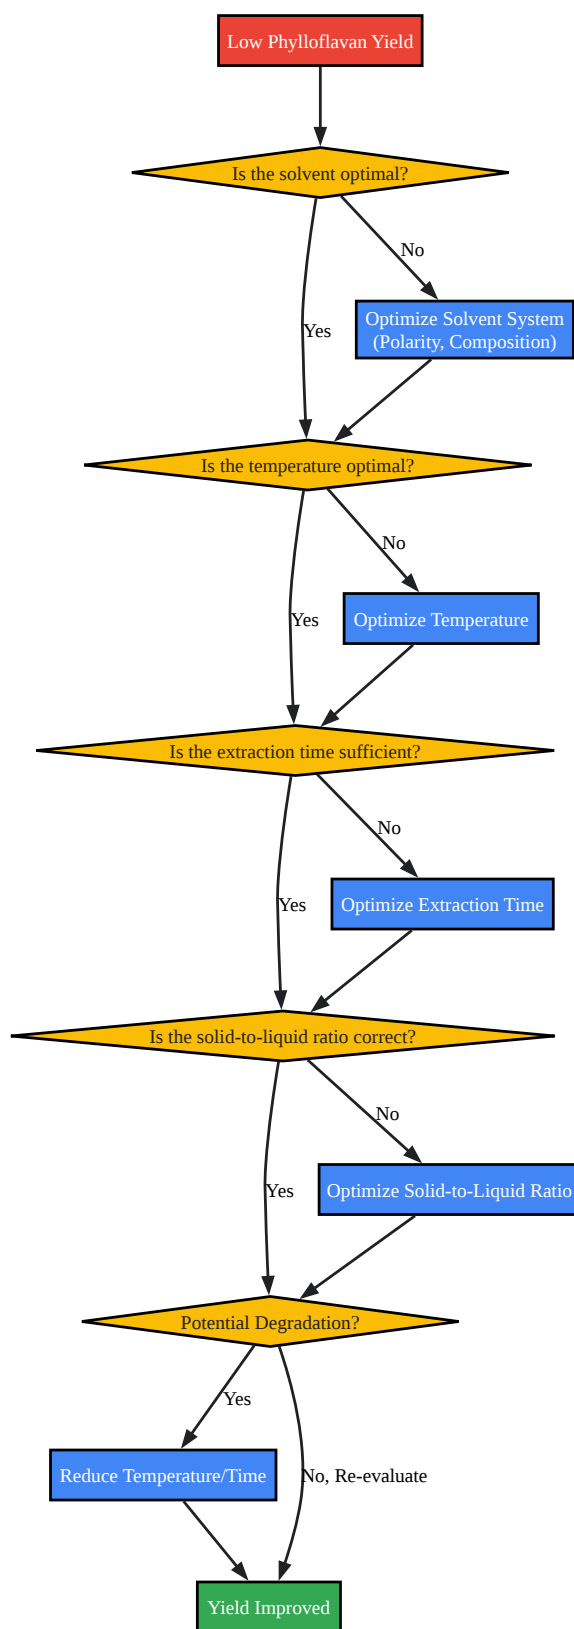 Low Phylloflavan Yield
Is the solvent optimal?
No
Optimize Solvent System
(Polarity, Composition)
Yes
Is the temperature optimal?
No
Optimize Temperature
Yes
Is the extraction time sufficient?
No
Optimize Extraction Time
Yes
Is the solid-to-liquid ratio correct?
No
Optimize Solid-to-Liquid Ratio
Yes
Potential Degradation?
Yes
Reduce Temperature/Time
No, Re-evaluate
Yield Improved